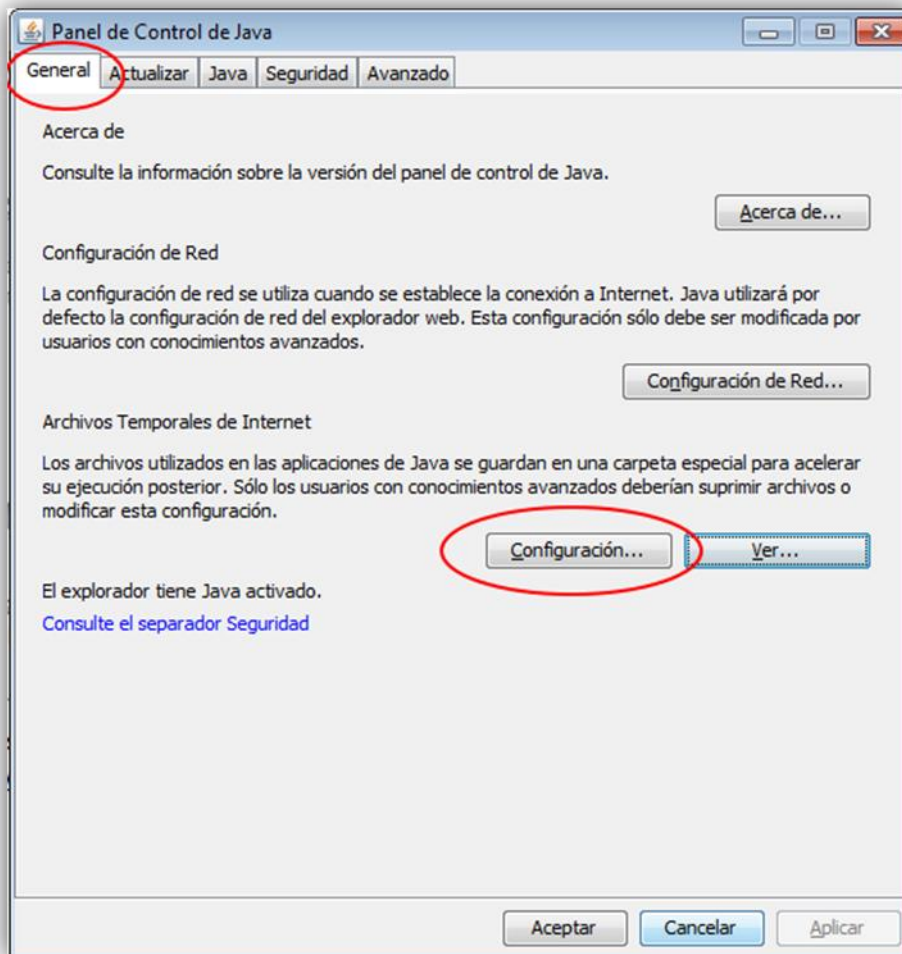 Panel de Control de Java
General Actualizar Java Seguridad Avanzado
Acerca de
Consulte la información sobre la versión del panel de control de Java.
Acerca de...
Configuración de Red
La configuración de red se utiliza cuando se establece la conexión a Internet. Java utilizará por
defecto la configuración de red del explorador web. Esta configuración sólo debe ser modificada por
usuarios con conocimientos avanzados.
Configuración de Red...
Archivos Temporales de Internet
Los archivos utilizados en las aplicaciones de Java se guardan en una carpeta especial para acelerar
su ejecución posterior. Sólo los usuarios con conocimientos avanzados deberían suprimir archivos o
modificar esta configuración.
Configuración... Ver...
El explorador tiene Java activado.
Consulte el separador Seguridad
Aceptar Cancelar Aplicar